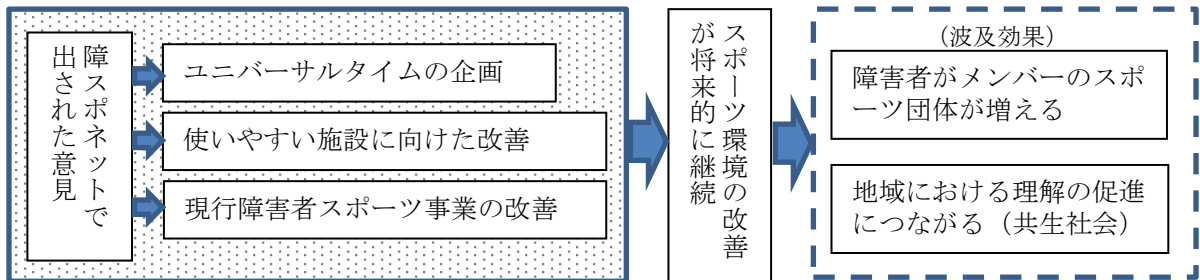 障スポネットで
出された意見
ユニバーサルタイムの企画
使いやすい施設に向けた改善
現行障害者スポーツ事業の改善
スポーツ環境の改善
が将来的に継続
(波及効果)
障害者がメンバーのスポ
ーツ団体が増える
地域における理解の促進
につながる（共生社会）